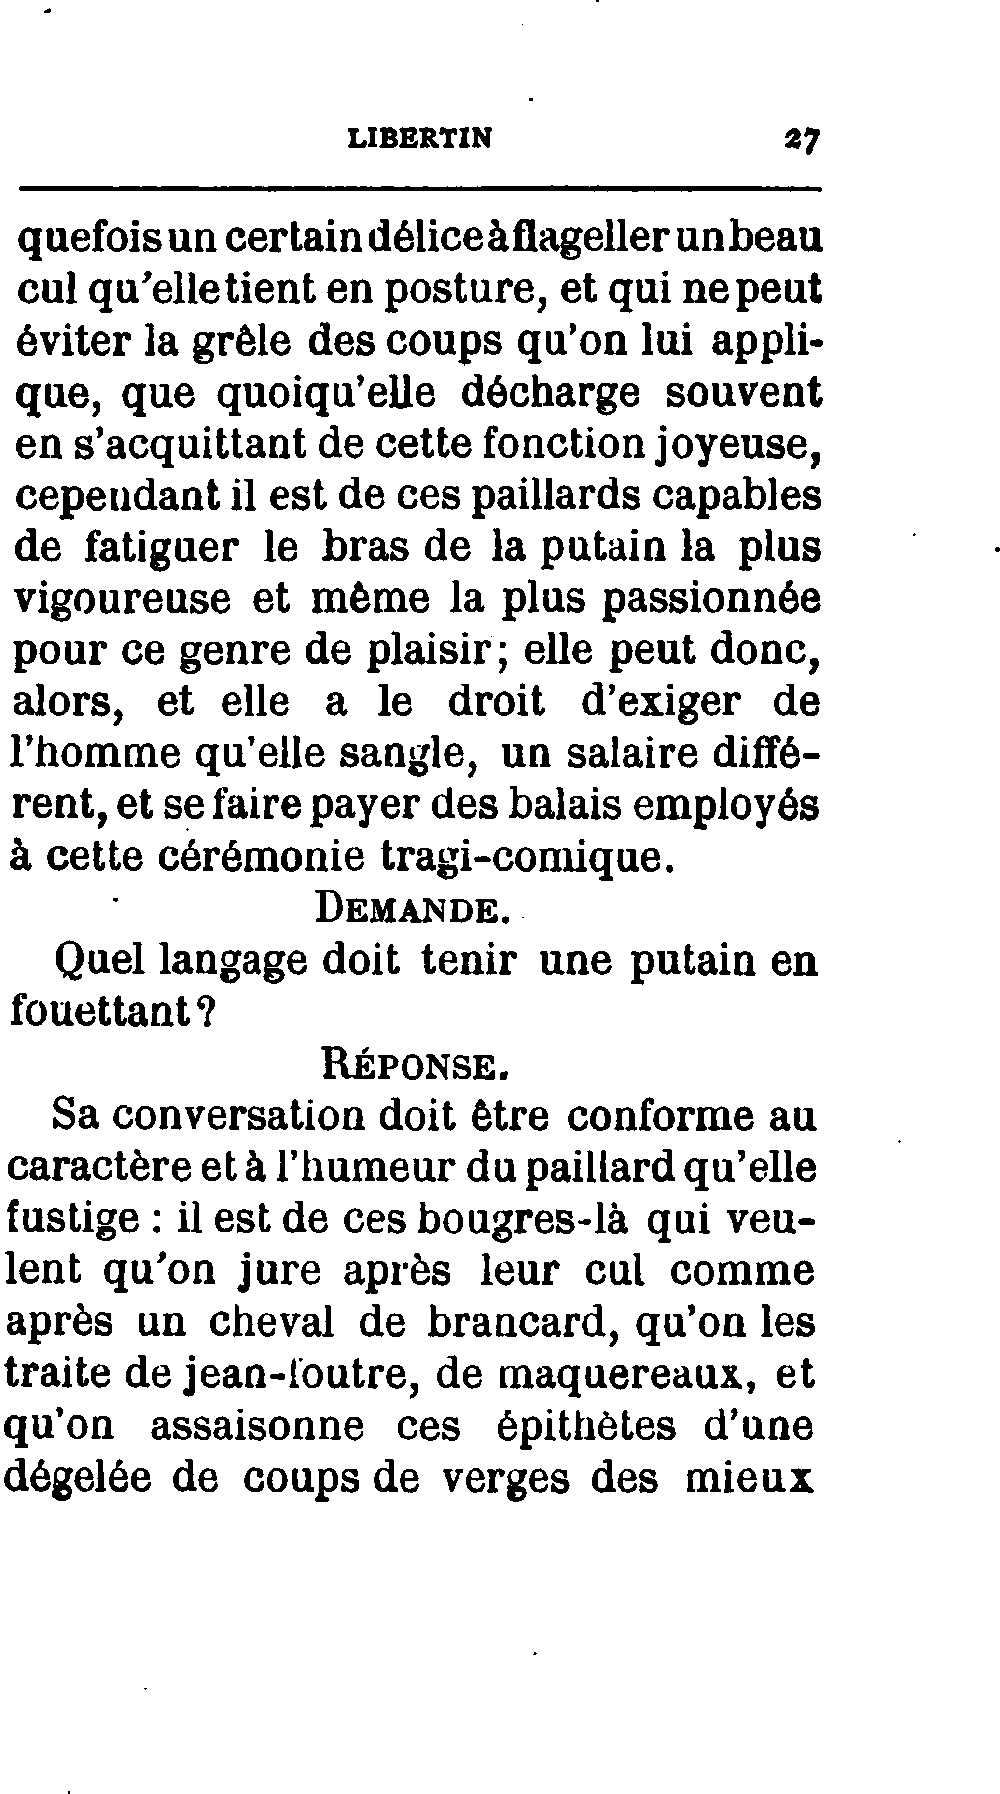 LIBERTIN 27
quefois un certain délice à flageller un beau
cul qu'elle tient en posture, et qui ne peut
éviter la grêle des coups qu'on lui appli-
que, que quoiqu'elle décharge souvent
en s'acquittant de cette fonction joyeuse,
cependant il est de ces paillards capables
de fatiguer le bras de la putain la plus
vigoureuse et même la plus passionnée
pour ce genre de plaisir; elle peut donc,
alors, et elle a le droit d'exiger de
l'homme qu'elle sangle, un salaire diffé-
rent, et se faire payer des balais employés
à cette cérémonie tragi-comique.
DEMANDE.
Quel langage doit tenir une putain en
fouettant?
RÉPONSE.
Sa conversation doit être conforme au
caractère et à l'humeur du paillard qu'elle
fustige : il est de ces bougres-là qui veu-
lent qu'on jure après leur cul comme
après un cheval de brancard, qu'on les
traite de jean-foutre, de maquereaux, et
qu'on assaisonne ces épithètes d'une
dégelée de coups de verges des mieux